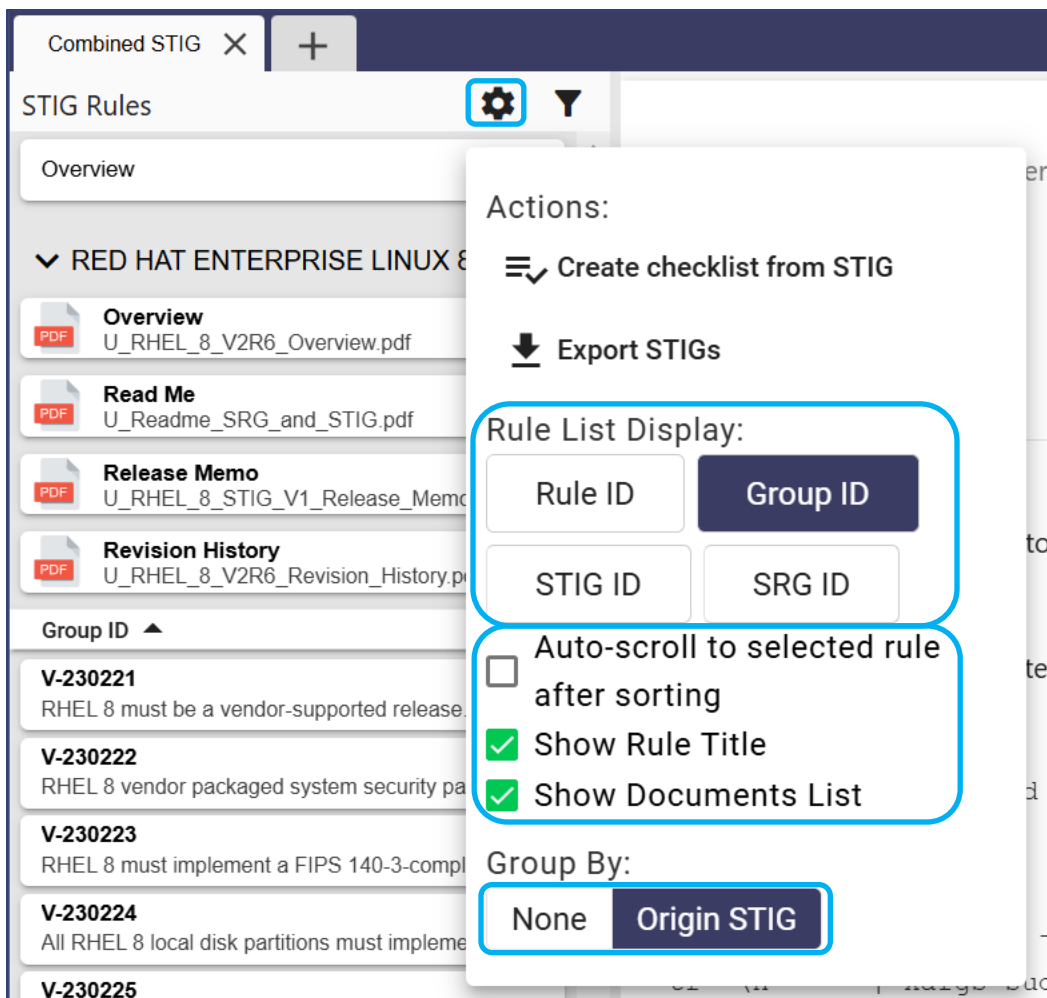 Combined STIG
STIG Rules
Overview
RED HAT ENTERPRISE LINUX 8
Overview
PDF
U_RHEL_8_V2R6_Overview.pdf
Read Me
PDF
U_Readme_SRG_and_STIG.pdf
Release Memo
PDF
U_RHEL_8_STIG_V1_Release_Memo
Revision History
PDF
U_RHEL_8_V2R6_Revision_History.p
Group ID
V-230221
RHEL 8 must be a vendor-supported release.
V-230222
RHEL 8 vendor packaged system security pa
V-230223
RHEL 8 must implement a FIPS 140-3-compl
V-230224
All RHEL 8 local disk partitions must impleme
V-230225
Actions:
Create checklist from STIG
Export STIGs
Rule List Display:
Rule ID
Group ID
STIG ID
SRG ID
Auto-scroll to selected rule
after sorting
Show Rule Title
Show Documents List
Group By:
None
Origin STIG
er
to
te
d